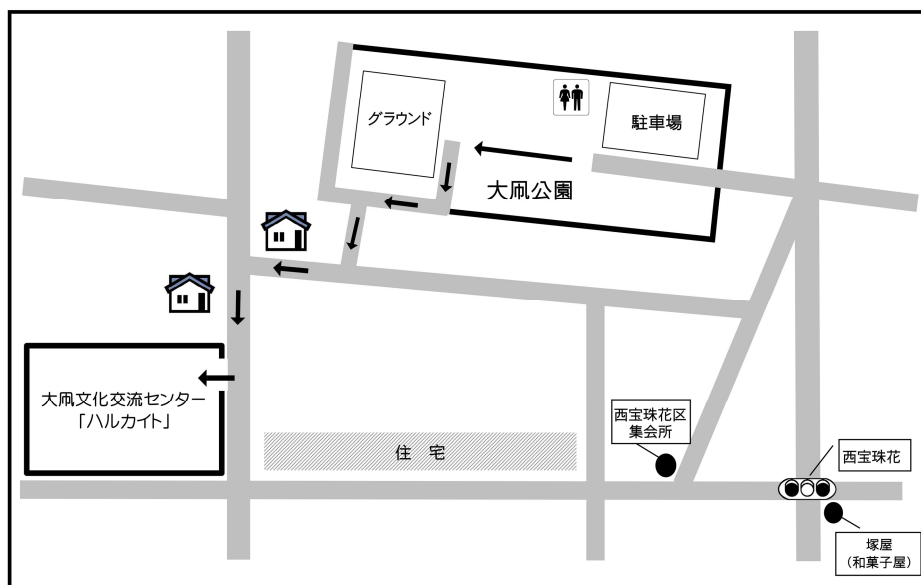 グラウンド
駐車場
大凧公園
大凧文化交流センター
「ハルカイト」
住 宅
西宝珠花区
集会所
西宝珠花
塚屋
(和菓子屋)